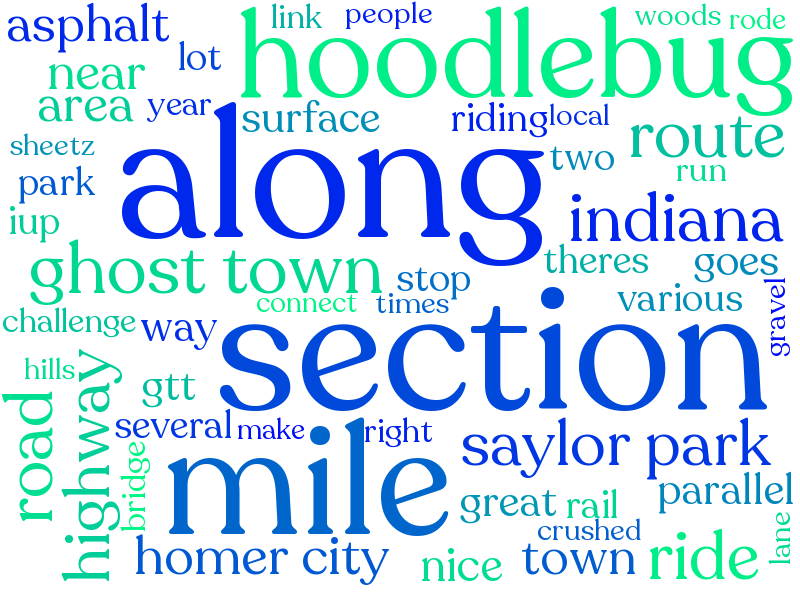 asphalt
link
people
woods
rode
hoodlebug
lot
near
area
year
surface
riding
local
route
sheetz
along
two
run
park
indiana
iup
ghost town
stop
theres
goes
connect
times
various
gravel
challenge
way
section
hills
gtt
road
highway
several
make
right
mile
saylor park
bridge
great
rail
parallel
crushed
lane
homer city
nice
town
ride